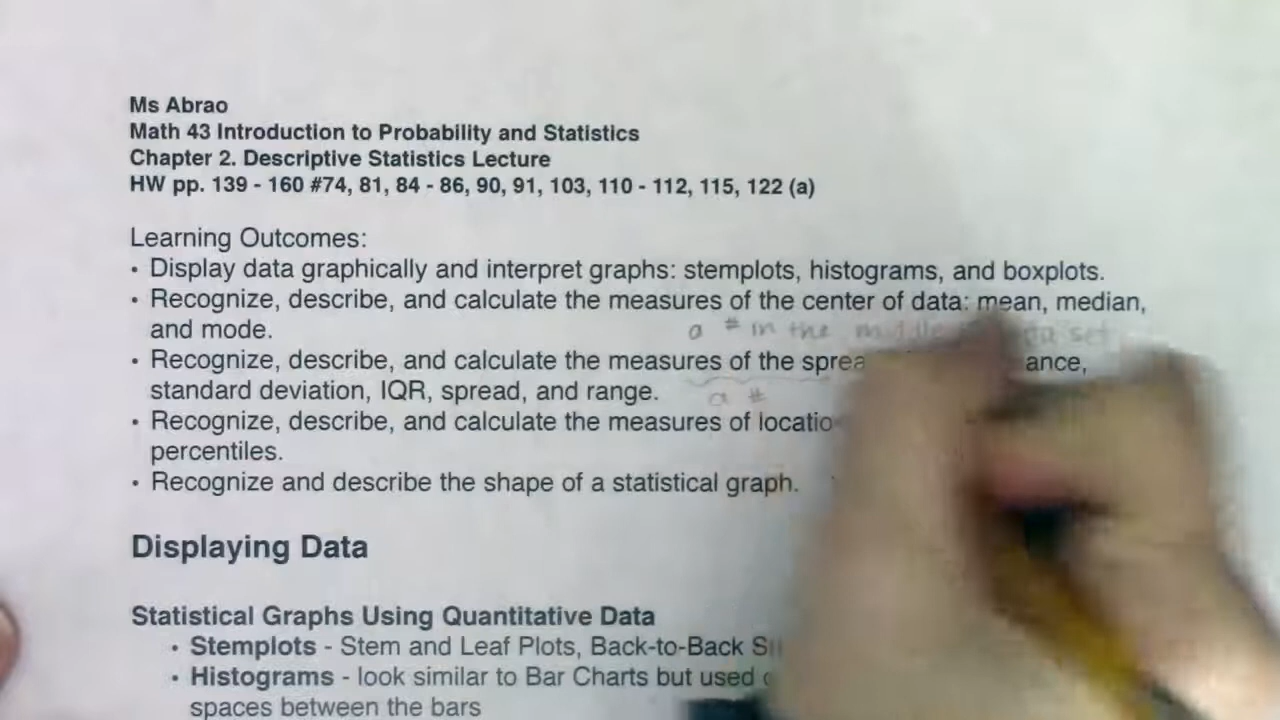 Ms Abrao
Math 43 Introduction to Probability and Statistics
Chapter 2. Descriptive Statistics Lecture
HW pp. 139 - 160 #74, 81, 84 - 86, 90, 91, 103, 110 - 112, 115, 122 (a)
Learning Outcomes:
• Display data graphically and interpret graphs: stemplots, histograms, and boxplots.
• Recognize, describe, and calculate the measures of the center of data: mean, median,
and mode.
a # in the middle set
• Recognize, describe, and calculate the measures of the
standard deviation, IQR, spread, and range.
a #
• Recognize, describe, and calculate the measures of
percentiles.
• Recognize and describe the shape of a statistical graph.
Displaying Data
Statistical Graphs Using Quantitative Data
• Stemplots - Stem and Leaf Plots, Back-to-Back
• Histograms - look similar to Bar Charts but used
spaces between the bars